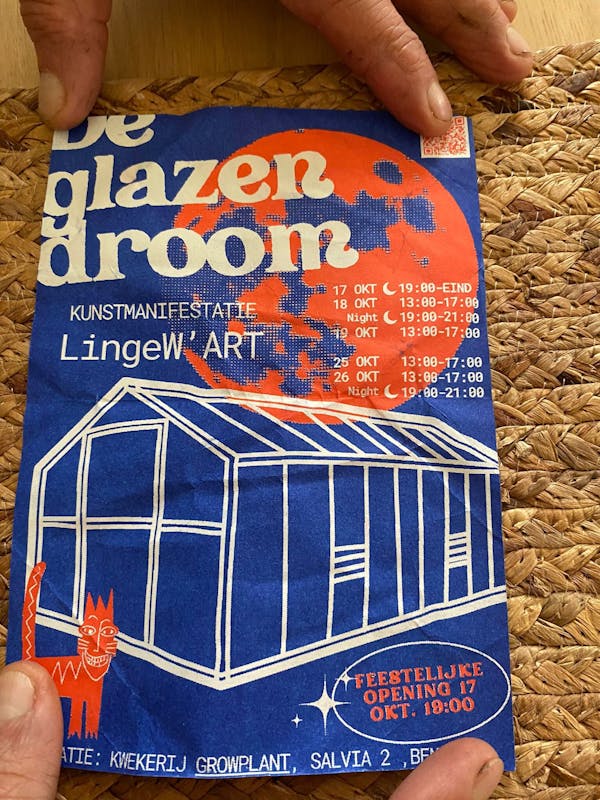 De
glazen
droom
KUNSTMANIFESTATIE
LingeW'ART
17 OKT 19:00-EIND
18 OKT 13:00-17:00
Night 19:00-21:00
19 OKT 13:00-17:00
25 OKT 13:00-17:00
26 OKT 13:00-17:00
Night 19:00-21:00
FEESTELIJKE
OPENING 17
OKT. 19:00
ATIE: KWEKERIJ GROWPLANT, SALVIA 2 ,BEN